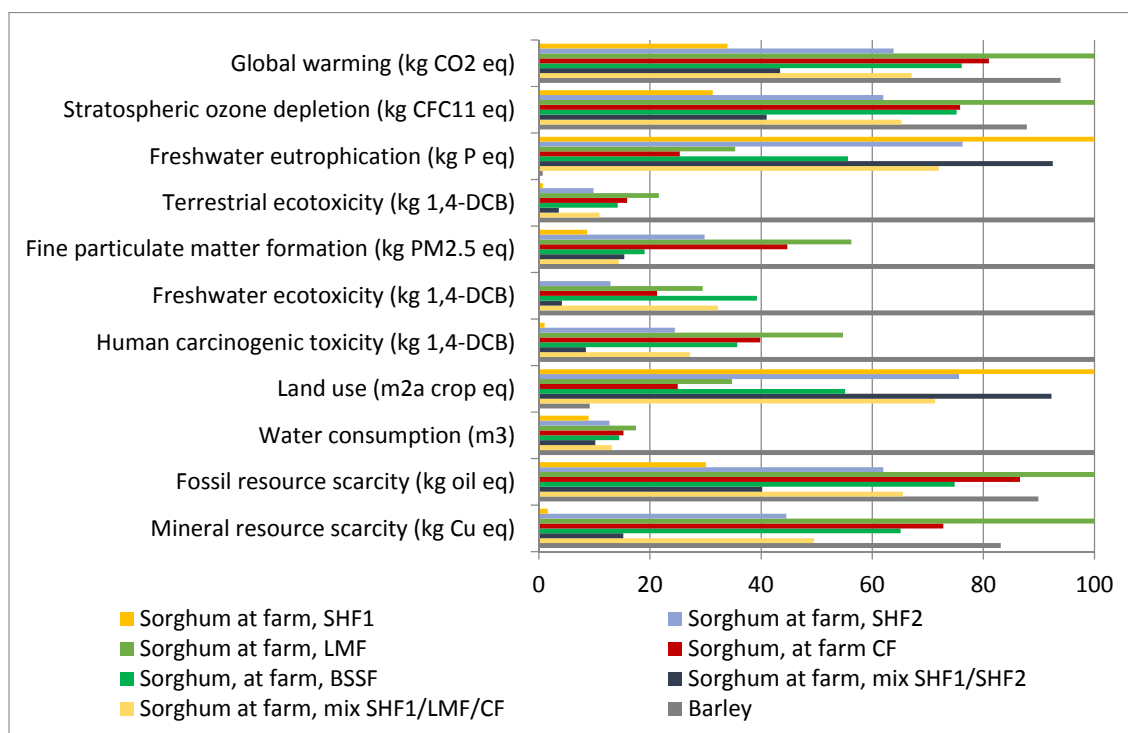 Global warming (kg CO2 eq)
Stratospheric ozone depletion (kg CFC11 eq)
Freshwater eutrophication (kg P eq)
Terrestrial ecotoxicity (kg 1,4-DCB)
Fine particulate matter formation (kg PM2.5 eq)
Freshwater ecotoxicity (kg 1,4-DCB)
Human carcinogenic toxicity (kg 1,4-DCB)
Land use (m2a crop eq)
Water consumption (m3)
Fossil resource scarcity (kg oil eq)
Mineral resource scarcity (kg Cu eq)
0 20 40 60 80 100
Sorghum at farm, SHF1 Sorghum at farm, SHF2
Sorghum at farm, LMF Sorghum, at farm CF
Sorghum, at farm, BSSF Sorghum at farm, mix SHF1/SHF2
Sorghum at farm, mix SHF1/LMF/CF Barley